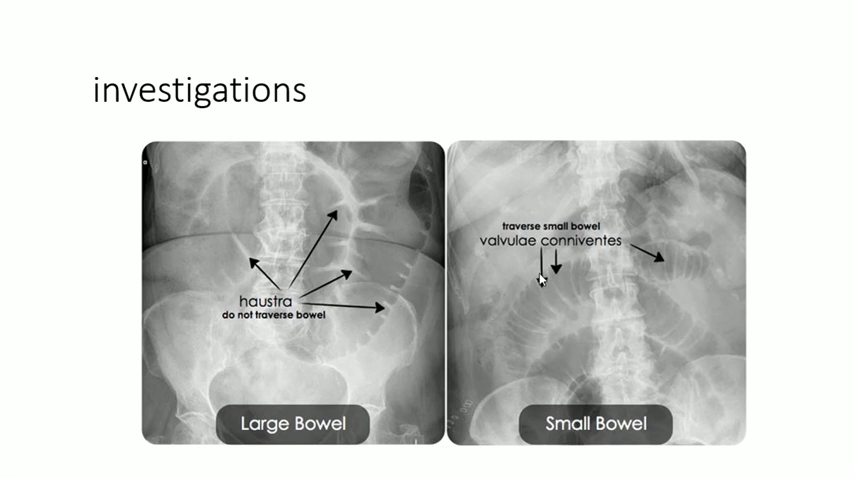 investigations
haustra
do not traverse bowel
Large Bowel
traverse small bowel
valvulae conniventes
Small Bowel